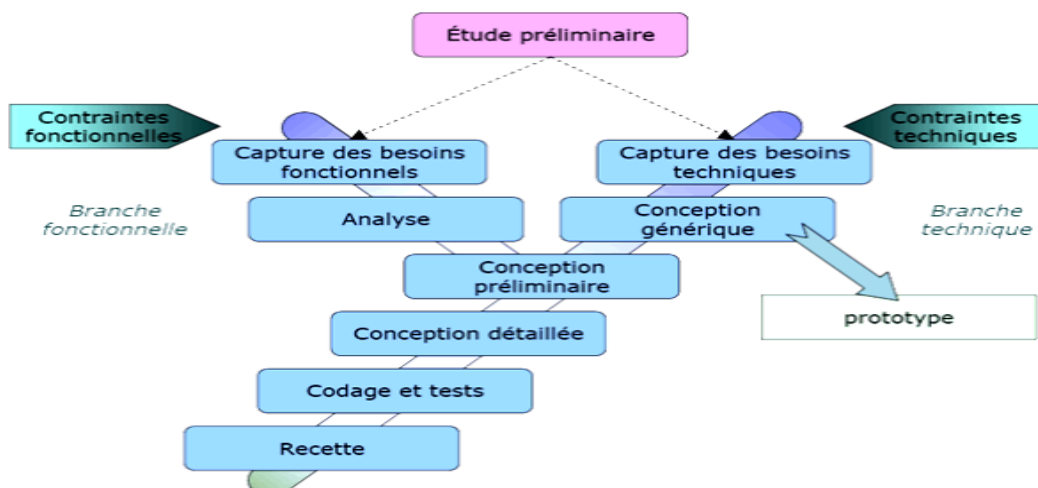 Étude préliminaire
Contraintes
fonctionnelles
Contraintes
techniques
Capture des besoins
fonctionnels
Capture des besoins
techniques
Branche
fonctionnelle
Analyse
Conception
générique
Branche
technique
Conception
préliminaire
prototype
Conception détaillée
Codage et tests
Recette